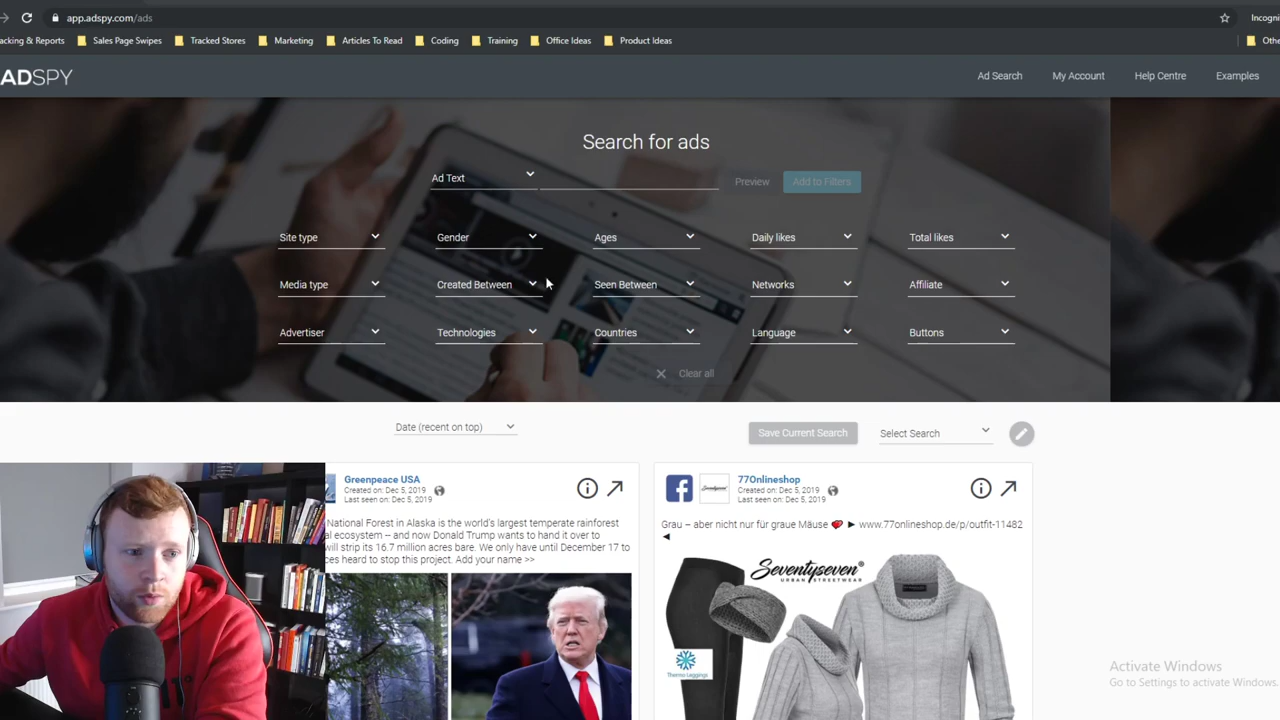 app.adspy.com/ads
Incogni
acking & Reports
Sales Page Swipes
Tracked Stores
Marketing
Articles To Read
Coding
Training
Office Ideas
Product Ideas
Othe
ADSPY
Ad Search
My Account
Help Centre
Examples
Search for ads
Ad Text
Preview
Add to Filters
Site type
Gender
Ages
Daily likes
Total likes
Media type
Created Between
Seen Between
Networks
Affiliate
Advertiser
Technologies
Countries
Language
Buttons
Clear all
Date (recent on top)
Save Current Search
Select Search
Greenpeace USA
Created on: Dec 5, 2019
Last seen on: Dec 5, 2019
National Forest in Alaska is the world's largest temperate rainforest
al ecosystem – and now Donald Trump wants to hand it over to
will strip its 16.7 million acres bare. We only have until December 17 to
ces heard to stop this project. Add your name >>
77Onlineshop
Created on: Dec 5, 2019
Last seen on: Dec 5, 2019
Grau – aber nicht nur für graue Mäuse 💕 ► www.77onlineshop.de/p/outfit-11482
◄
Seventyseven®
URBAN STREETWEAR
Thermo Leggings
Activate Windows
Go to Settings to activate Windows.